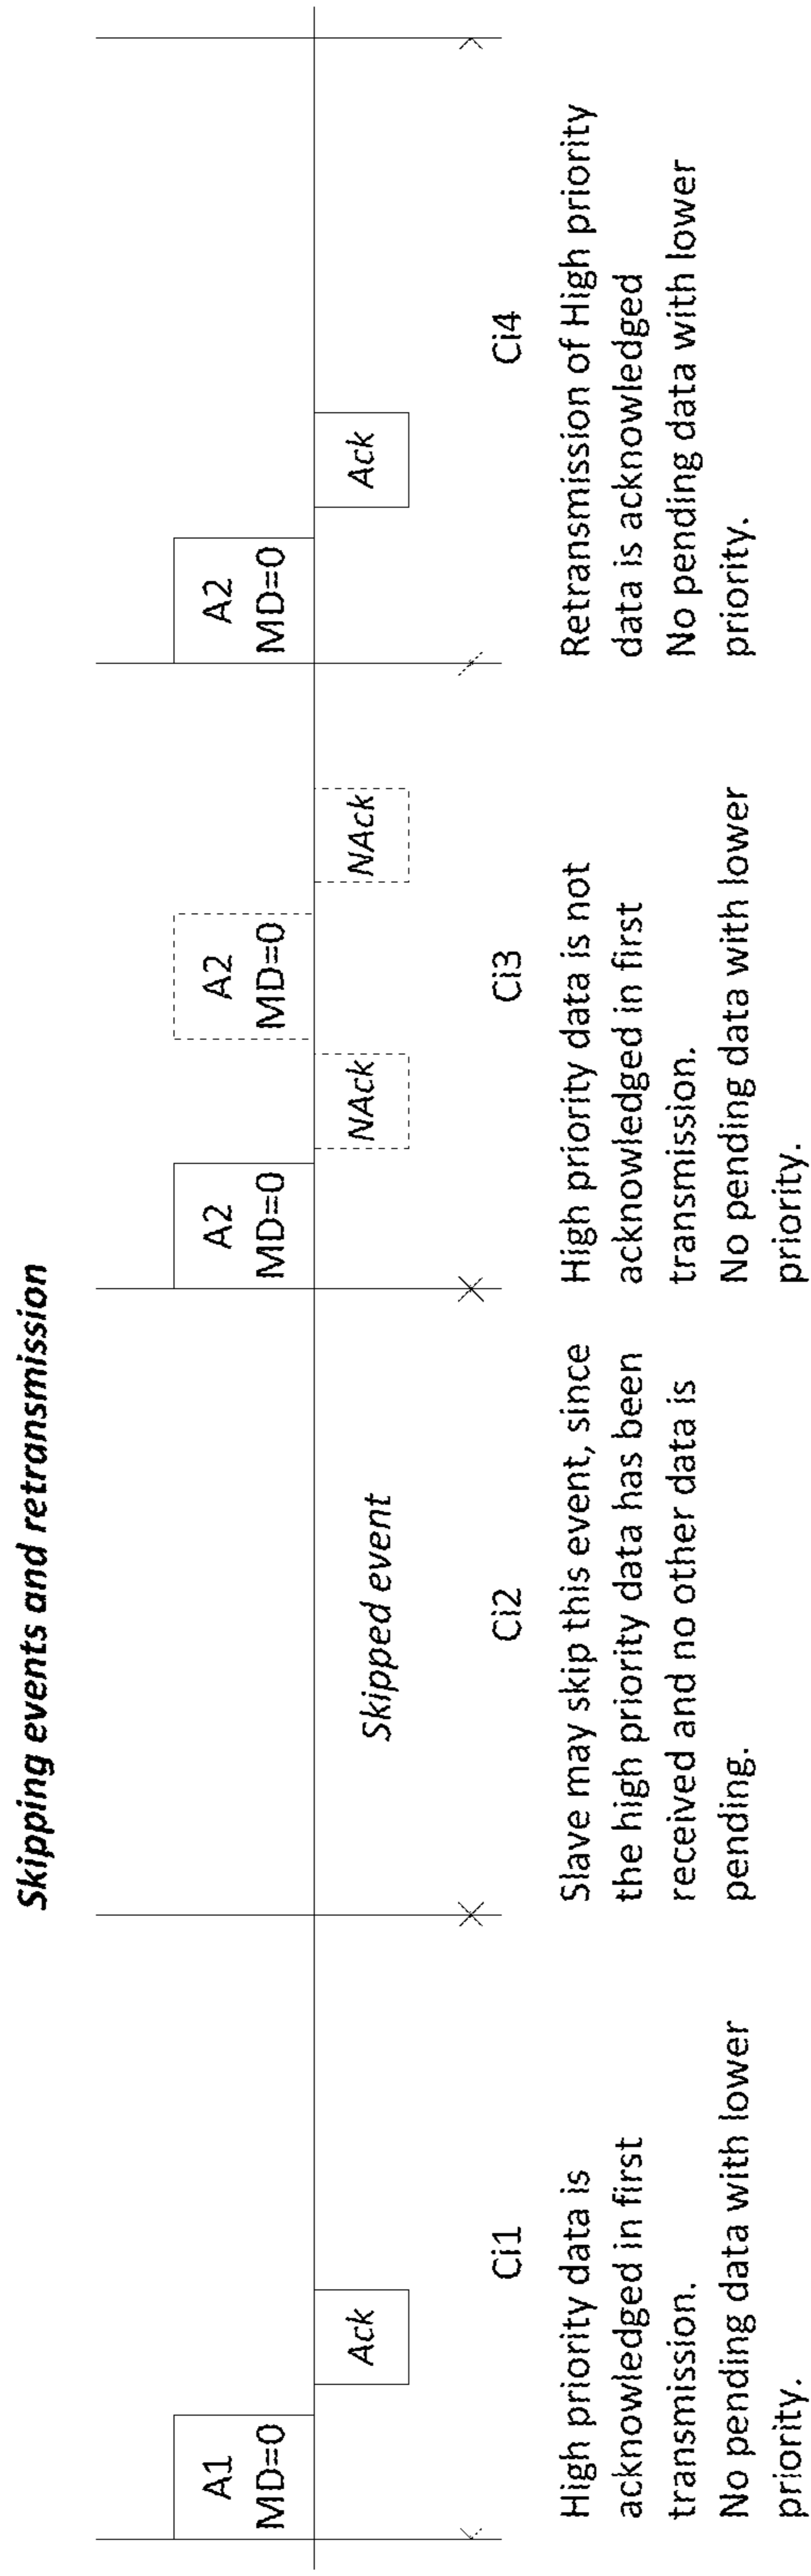 Skipping events and retransmission
A1
MD=0
Ack
Ci1
High priority data is
acknowledged in first
transmission.
No pending data with lower
priority.
Skipped event
Ci2
Slave may skip this event, since
the high priority data has been
received and no other data is
pending.
A2
MD=0
NAck
A2
MD=0
NAck
Ci3
High priority data is not
acknowledged in first
transmission.
No pending data with lower
priority.
A2
MD=0
Ack
Ci4
Retransmission of High priority
data is acknowledged
No pending data with lower
priority.